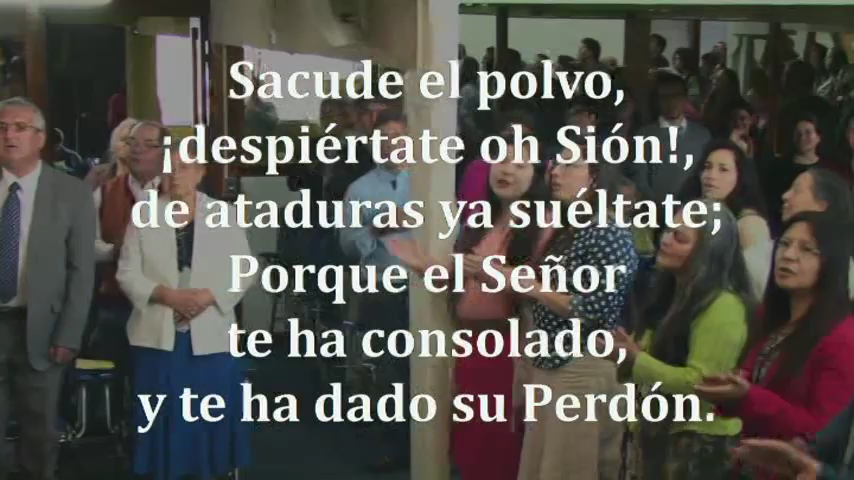 Sacude el polvo,
¡despiértate oh Sión!,
de ataduras ya suéltate;
Porque el Señor
te ha consolado,
y te ha dado su Perdón.